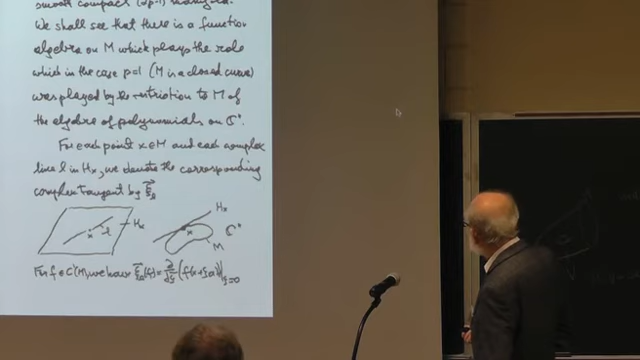 smooth compact (2p-1) manifold.
We shall see that there is a function
algebra on M which plays the role
which in the case p=1 (M is a closed curve)
was played by the restriction to M of
the algebra of polynomials on ℂⁿ.
For each point x∈M and each complex
line l in Hₓ, we denote the corresponding
complex tangent by ξₗ
Hₓ
x
l
Hₓ
x
ℂⁿ
M
For f∈C'(M), we have